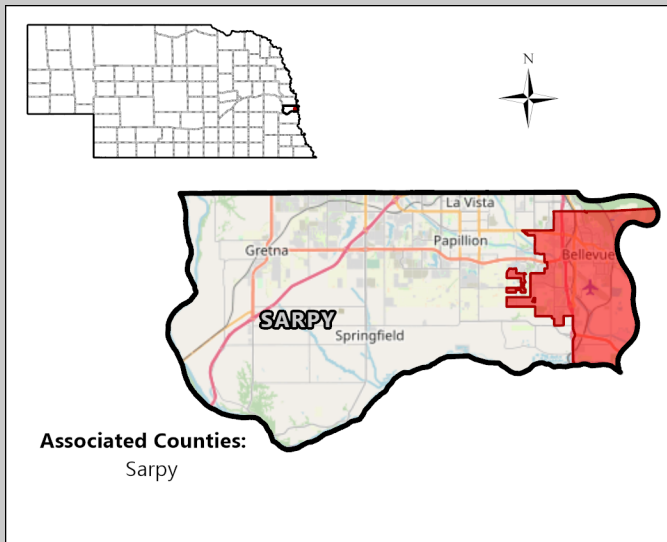 N
La Vista
Papillion
Gretna
Bellevue
SARPY
Springfield
Associated Counties:
Sarpy